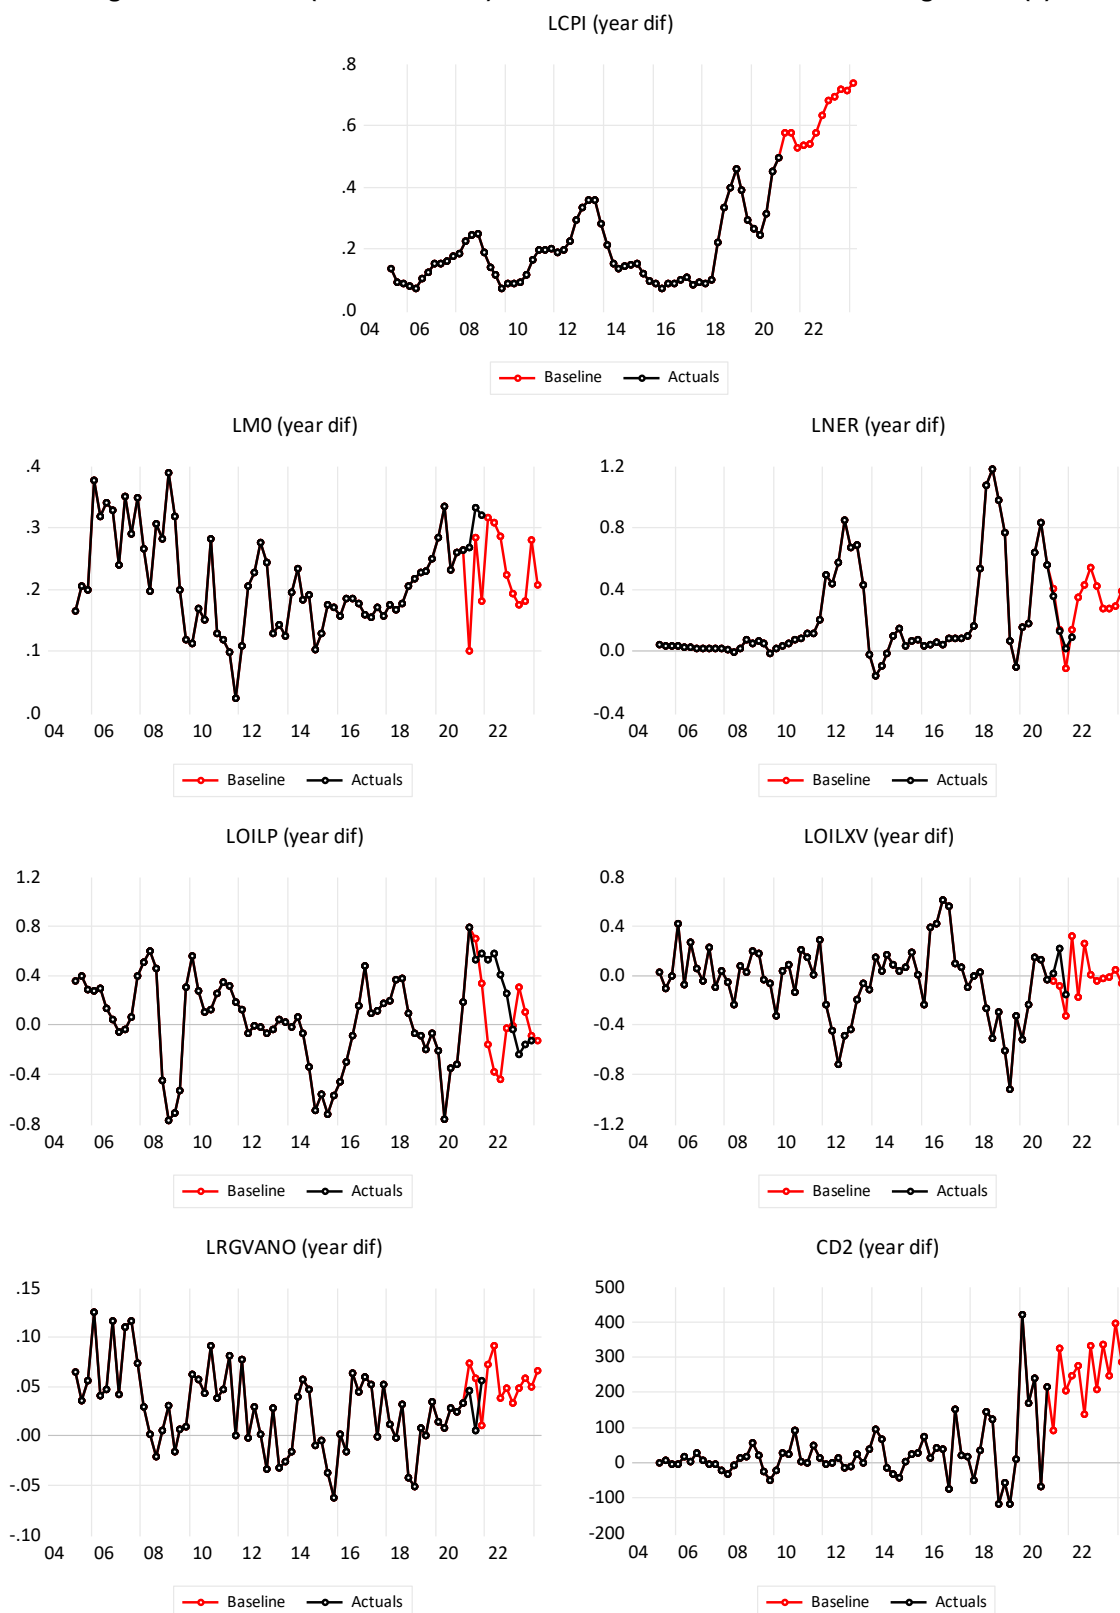 LCPI (year dif)
.8
.6
.4
.2
.0
04 06 08 10 12 14 16 18 20 22
Baseline Actuals
LM0 (year dif)
.4
.3
.2
.1
.0
04 06 08 10 12 14 16 18 20 22
Baseline Actuals
LNER (year dif)
1.2
0.8
0.4
0.0
-0.4
04 06 08 10 12 14 16 18 20 22
Baseline Actuals
LOILP (year dif)
1.2
0.8
0.4
0.0
-0.4
-0.8
04 06 08 10 12 14 16 18 20 22
Baseline Actuals
LOILXV (year dif)
0.8
0.4
0.0
-0.4
-0.8
-1.2
04 06 08 10 12 14 16 18 20 22
Baseline Actuals
LRGVANO (year dif)
.15
.10
.05
.00
-.05
-.10
04 06 08 10 12 14 16 18 20 22
Baseline Actuals
CD2 (year dif)
500
400
300
200
100
0
-100
-200
04 06 08 10 12 14 16 18 20 22
Baseline Actuals